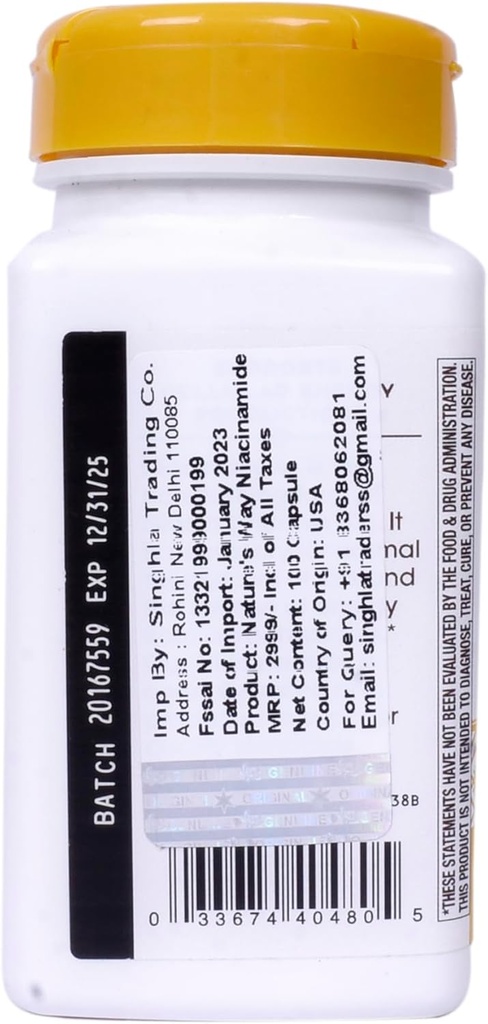 BATCH 20167559 EXP 12/31/25
Imp By: Singhla Trading Co.
Address : Rohini New Delhi 110085
Fssai No: 13321999000199
Date of Import: January 2023
Product: Nature's Way Niacinamide
MRP: 2999/- Incl of All Taxes
Net Content: 100 Capsule
Country of Origin: USA
For Query: +91 8368062081
Email: singhlatraderss@gmail.com
GENUINE
ORIGINAL
GENUINE
38B
0 33674 40480 5
*THESE STATEMENTS HAVE NOT BEEN EVALUATED BY THE FOOD & DRUG ADMINISTRATION.
THIS PRODUCT IS NOT INTENDED TO DIAGNOSE, TREAT, CURE, OR PREVENT ANY DISEASE.